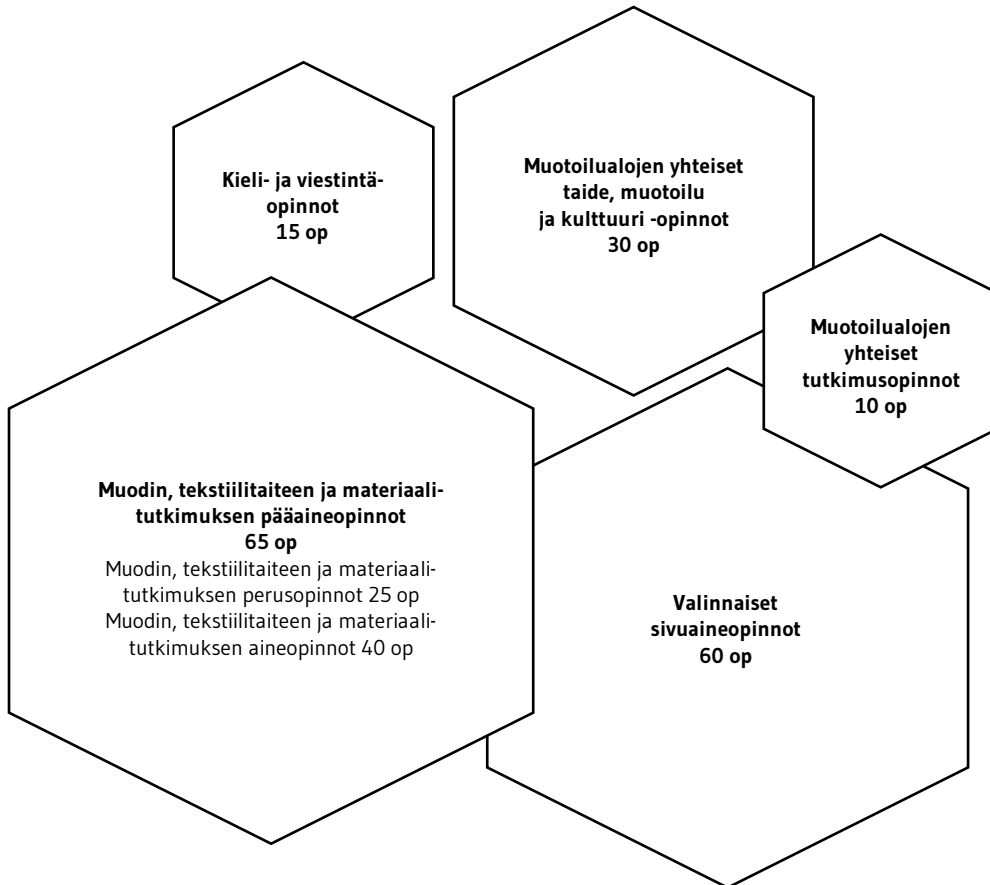 Kieli- ja viestintä-
opinnot
15 op
Muotoilualojen yhteiset
taide, muotoilu
ja kulttuuri -opinnot
30 op
Muotoilualojen
yhteiset
tutkimusopinnot
10 op
Muodin, tekstiilitaiteen ja materiaali-
tutkimuksen pääaineopinnot
65 op
Muodin, tekstiilitaiteen ja materiaali-
tutkimuksen perusopinnot 25 op
Muodin, tekstiilitaiteen ja materiaali-
tutkimuksen aineopinnot 40 op
Valinnaiset
sivuaineopinnot
60 op